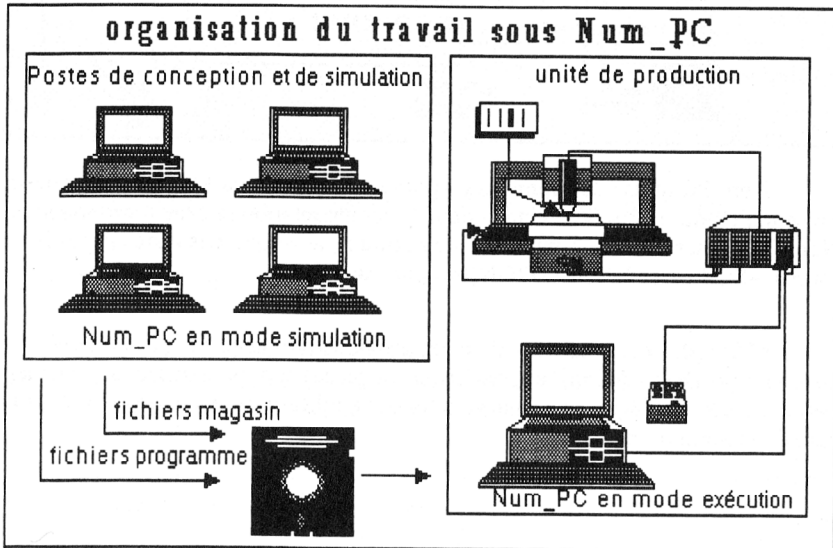 organisation du travail sous Num_PC
Postes de conception et de simulation
Num_PC en mode simulation
unité de production
Num_PC en mode exécution
fichiers magasin
fichiers programme